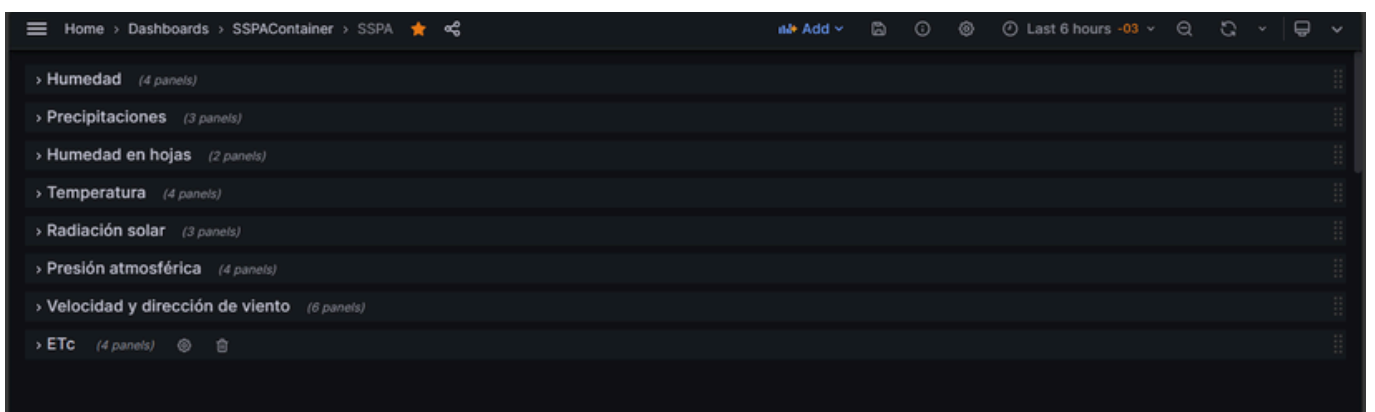 Home › Dashboards › SSPAContainer › SSPA Add Last 6 hours -03
› Humedad (4 panels)
› Precipitaciones (3 panels)
› Humedad en hojas (2 panels)
› Temperatura (4 panels)
› Radiación solar (3 panels)
› Presión atmosférica (4 panels)
› Velocidad y dirección de viento (6 panels)
› ETc (4 panels)